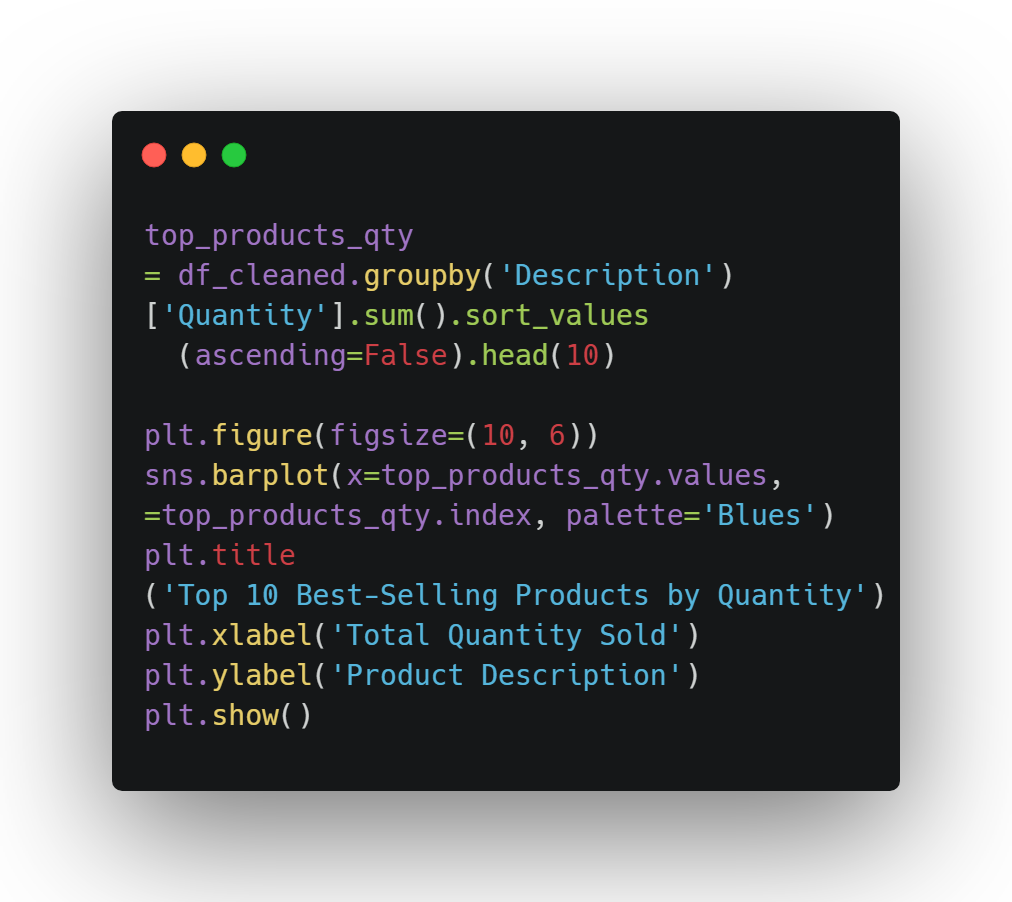 top_products_qty
= df_cleaned.groupby('Description')
['Quantity'].sum().sort_values
  (ascending=False).head(10)

plt.figure(figsize=(10, 6))
sns.barplot(x=top_products_qty.values,
=top_products_qty.index, palette='Blues')
plt.title
('Top 10 Best-Selling Products by Quantity')
plt.xlabel('Total Quantity Sold')
plt.ylabel('Product Description')
plt.show()